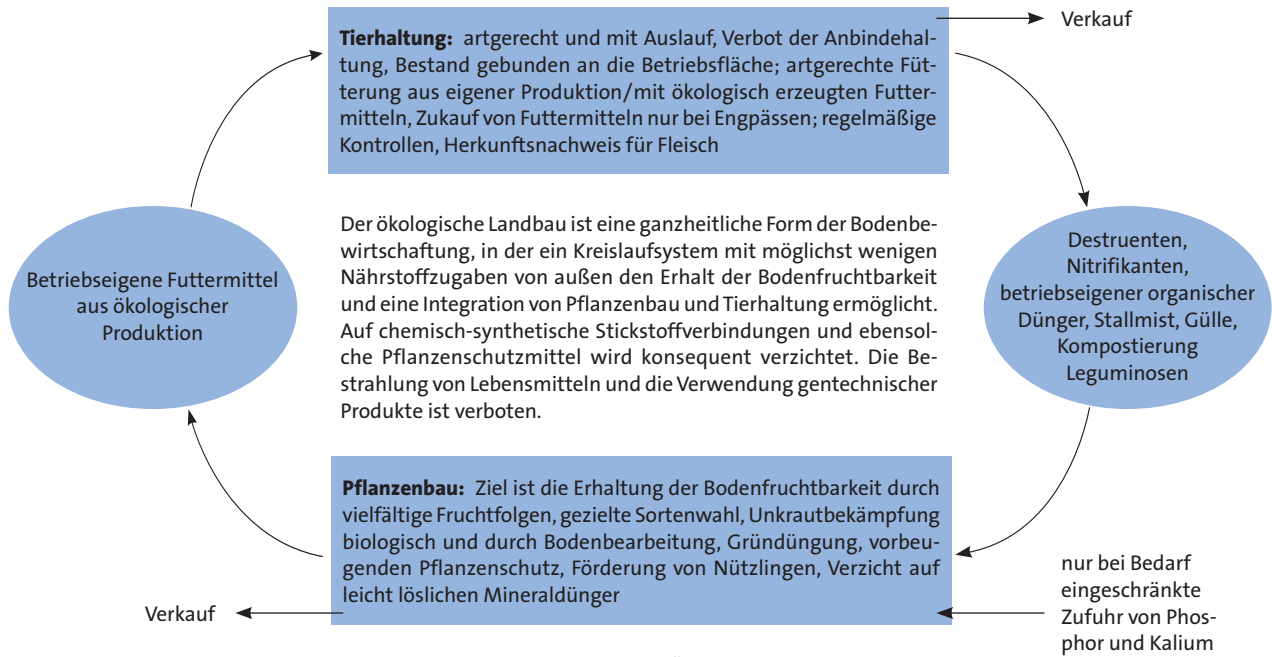 Verkauf
Tierhaltung: artgerecht und mit Auslauf, Verbot der Anbindehal-
tung, Bestand gebunden an die Betriebsfläche; artgerechte Füt-
terung aus eigener Produktion/mit ökologisch erzeugten Futter-
mitteln, Zukauf von Futtermitteln nur bei Engpässen; regelmäßige
Kontrollen, Herkunftsnachweis für Fleisch
Betriebseigene Futtermittel
aus ökologischer
Produktion
Der ökologische Landbau ist eine ganzheitliche Form der Bodenbe-
wirtschaftung, in der ein Kreislaufsystem mit möglichst wenigen
Nährstoffzugaben von außen den Erhalt der Bodenfruchtbarkeit
und eine Integration von Pflanzenbau und Tierhaltung ermöglicht.
Auf chemisch-synthetische Stickstoffverbindungen und ebensol-
che Pflanzenschutzmittel wird konsequent verzichtet. Die Be-
strahlung von Lebensmitteln und die Verwendung gentechnischer
Produkte ist verboten.
Destruenten,
Nitrifikanten,
betriebseigener organischer
Dünger, Stallmist, Gülle,
Kompostierung
Leguminosen
Pflanzenbau: Ziel ist die Erhaltung der Bodenfruchtbarkeit durch
vielfältige Fruchtfolgen, gezielte Sortenwahl, Unkrautbekämpfung
biologisch und durch Bodenbearbeitung, Gründüngung, vorbeu-
genden Pflanzenschutz, Förderung von Nützlingen, Verzicht auf
leicht löslichen Mineraldünger
Verkauf
nur bei Bedarf
eingeschränkte
Zufuhr von Phos-
phor und Kalium